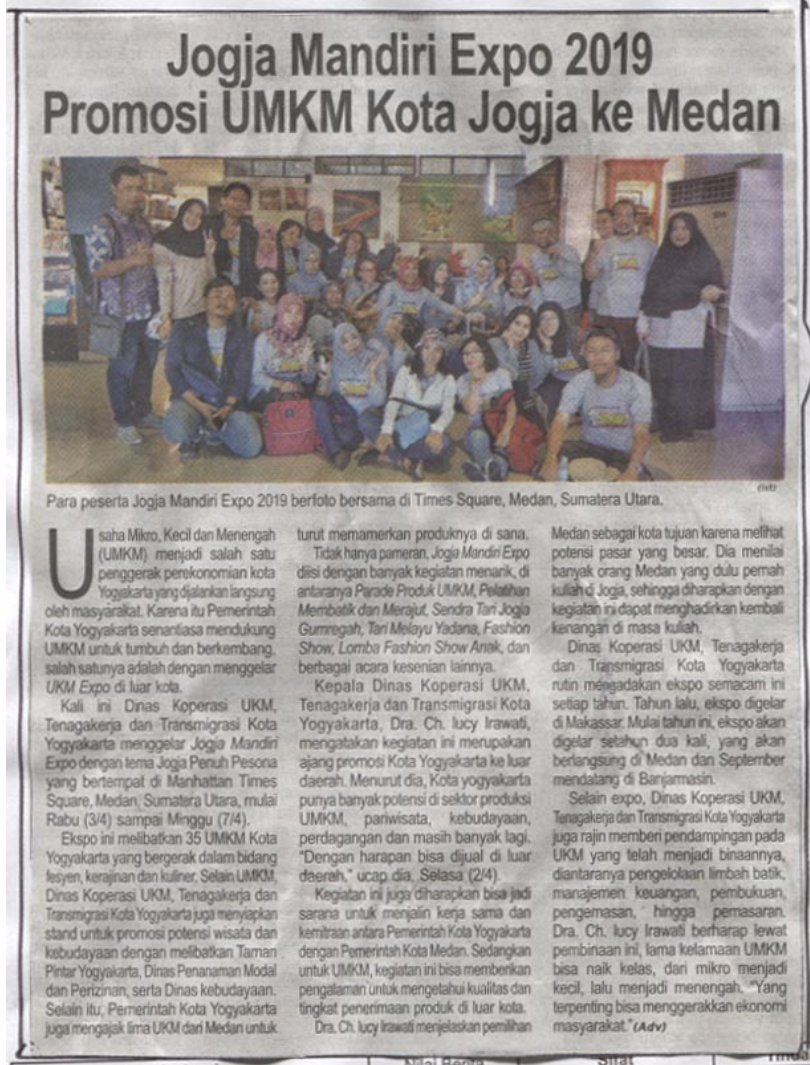 Jogja Mandiri Expo 2019
Promosi UMKM Kota Jogja ke Medan
Para peserta Jogja Mandiri Expo 2019 berfoto bersama di Times Square, Medan, Sumatera Utara.
Usaha Mikro, Kecil dan Menengah
(UMKM) menjadi salah satu
penggerak perekonomian kota
Yogyakarta yang dijalankan langsung
oleh masyarakat. Karena itu Pemerintah
Kota Yogyakarta senantiasa mendukung
UMKM untuk tumbuh dan berkembang,
salah satunya adalah dengan menggelar
UKM Expo di luar kota.
Kali ini Dinas Koperasi UKM,
Tenagakerja dan Transmigrasi Kota
Yogyakarta menggelar Jogja Mandiri
Expo dengan tema Jogja Penuh Pesona
yang bertempat di Manhattan Times
Square, Medan, Sumatera Utara, mulai
Rabu (3/4) sampai Minggu (7/4).
Ekspo ini melibatkan 35 UMKM Kota
Yogyakarta yang bergerak dalam bidang
fesyen, kerajinan dan kuliner. Selain UMKM,
Dinas Koperasi UKM, Tenagakerja dan
Transmigrasi Kota Yogyakarta juga menyiapkan
stand untuk promosi potensi wisata dan
kebudayaan dengan melibatkan Taman
Pintar Yogyakarta, Dinas Penanaman Modal
dan Perizinan, serta Dinas kebudayaan.
Selain itu, Pemerintah Kota Yogyakarta
juga mengajak lima UKM dari Medan untuk
turut memamerkan produknya di sana.
Tidak hanya pameran, Jogja Mandiri Expo
diisi dengan banyak kegiatan menarik, di
antaranya Parade Produk UMKM, Pelatihan
Membatik dan Merajut, Sendra Tari Jogja
Gumregah, Tari Melayu Yadana, Fashion
Show, Lomba Fashion Show Anak, dan
berbagai acara kesenian lainnya.
Kepala Dinas Koperasi UKM,
Tenagakerja dan Transmigrasi Kota
Yogyakarta, Dra. Ch. lucy Irawati,
mengatakan kegiatan ini merupakan
ajang promosi Kota Yogyakarta ke luar
daerah. Menurut dia, Kota yogyakarta
punya banyak potensi di sektor produksi
UMKM, pariwisata, kebudayaan,
perdagangan dan masih banyak lagi.
"Dengan harapan bisa dijual di luar
daerah," ucap dia, Selasa (2/4).
Kegiatan ini juga diharapkan bisa jadi
sarana untuk menjalin kerja sama dan
kemitraan antara Pemerintah Kota Yogyakarta
dengan Pemerintah Kota Medan. Sedangkan
untuk UMKM, kegiatan ini bisa memberikan
pengalaman untuk mengetahui kualitas dan
tingkat penerimaan produk di luar kota.
Dra. Ch. lucy Irawati menjelaskan pemilihan
Medan sebagai kota tujuan karena melihat
potensi pasar yang besar. Dia menilai
banyak orang Medan yang dulu pernah
kuliah di Jogja, sehingga diharapkan dengan
kegiatan ini dapat menghadirkan kembali
kenangan di masa kuliah.
Dinas Koperasi UKM, Tenagakerja
dan Transmigrasi Kota Yogyakarta
rutin mengadakan ekspo semacam ini
setiap tahun. Tahun lalu, ekspo digelar
di Makassar. Mulai tahun ini, ekspo akan
digelar setahun dua kali, yang akan
berlangsung di Medan dan September
mendatang di Banjarmasin.
Selain expo, Dinas Koperasi UKM,
Tenagakerja dan Transmigrasi Kota Yogyakarta
juga rajin memberi pendampingan pada
UKM yang telah menjadi binaannya,
diantaranya pengelolaan limbah batik,
manajemen keuangan, pembukuan,
pengemasan, hingga pemasaran.
Dra. Ch. lucy Irawati berharap lewat
pembinaan ini, lama kelamaan UMKM
bisa naik kelas, dari mikro menjadi
kecil, lalu menjadi menengah. "Yang
terpenting bisa menggerakkan ekonomi
masyarakat." (Adv)